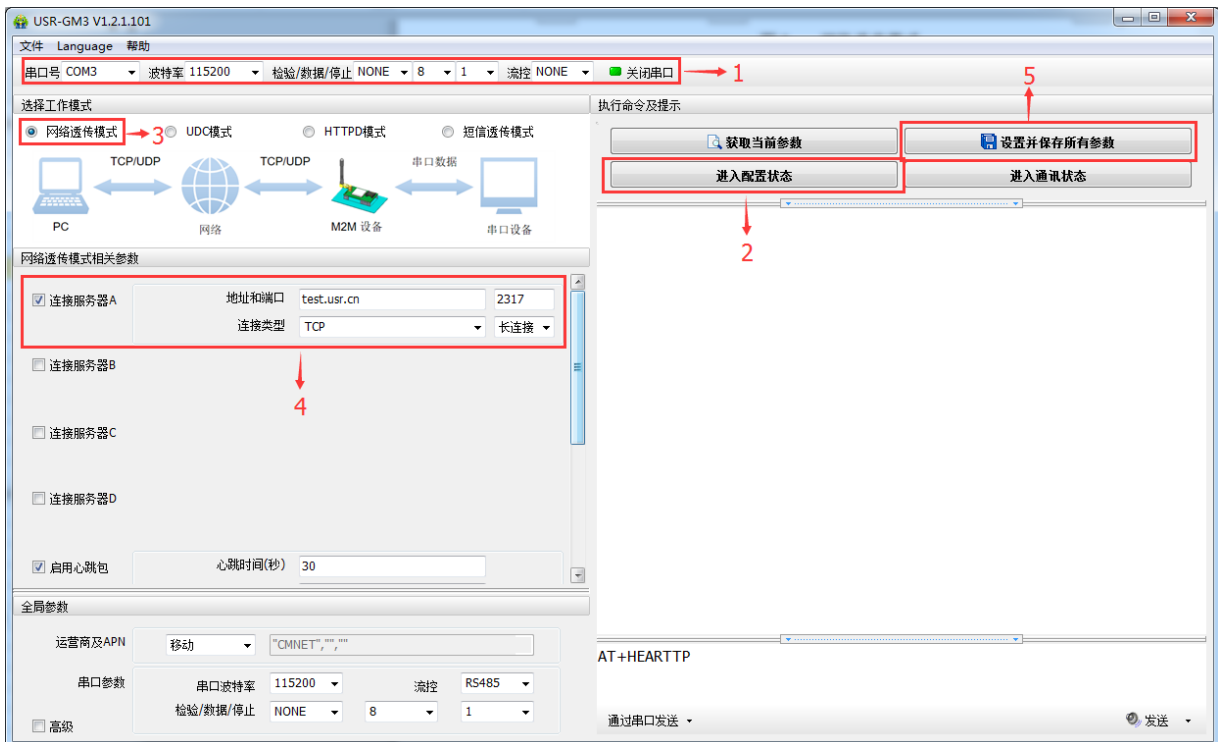 USR-GM3 V1.2.1.101
文件 Language 帮助
串口号 COM3 波特率 115200 检验/数据/停止 NONE 8 1 流控 NONE 关闭串口 1
5
选择工作模式
网络透传模式 3 UDC模式 HTTPD模式 短信透传模式
TCP/UDP TCP/UDP 串口数据
PC 网络 M2M 设备 串口设备
网络透传模式相关参数
连接服务器A 地址和端口 test.usr.cn 2317
连接类型 TCP 长连接
4
连接服务器B
连接服务器C
连接服务器D
启用心跳包 心跳时间(秒) 30
全局参数
运营商及APN 移动 "CMNET","",""
串口参数 串口波特率 115200 流控 RS485
检验/数据/停止 NONE 8 1
高级
执行命令及提示
获取当前参数 设置并保存所有参数
进入配置状态 进入通讯状态
2
AT+HEARTTP
通过串口发送 发送